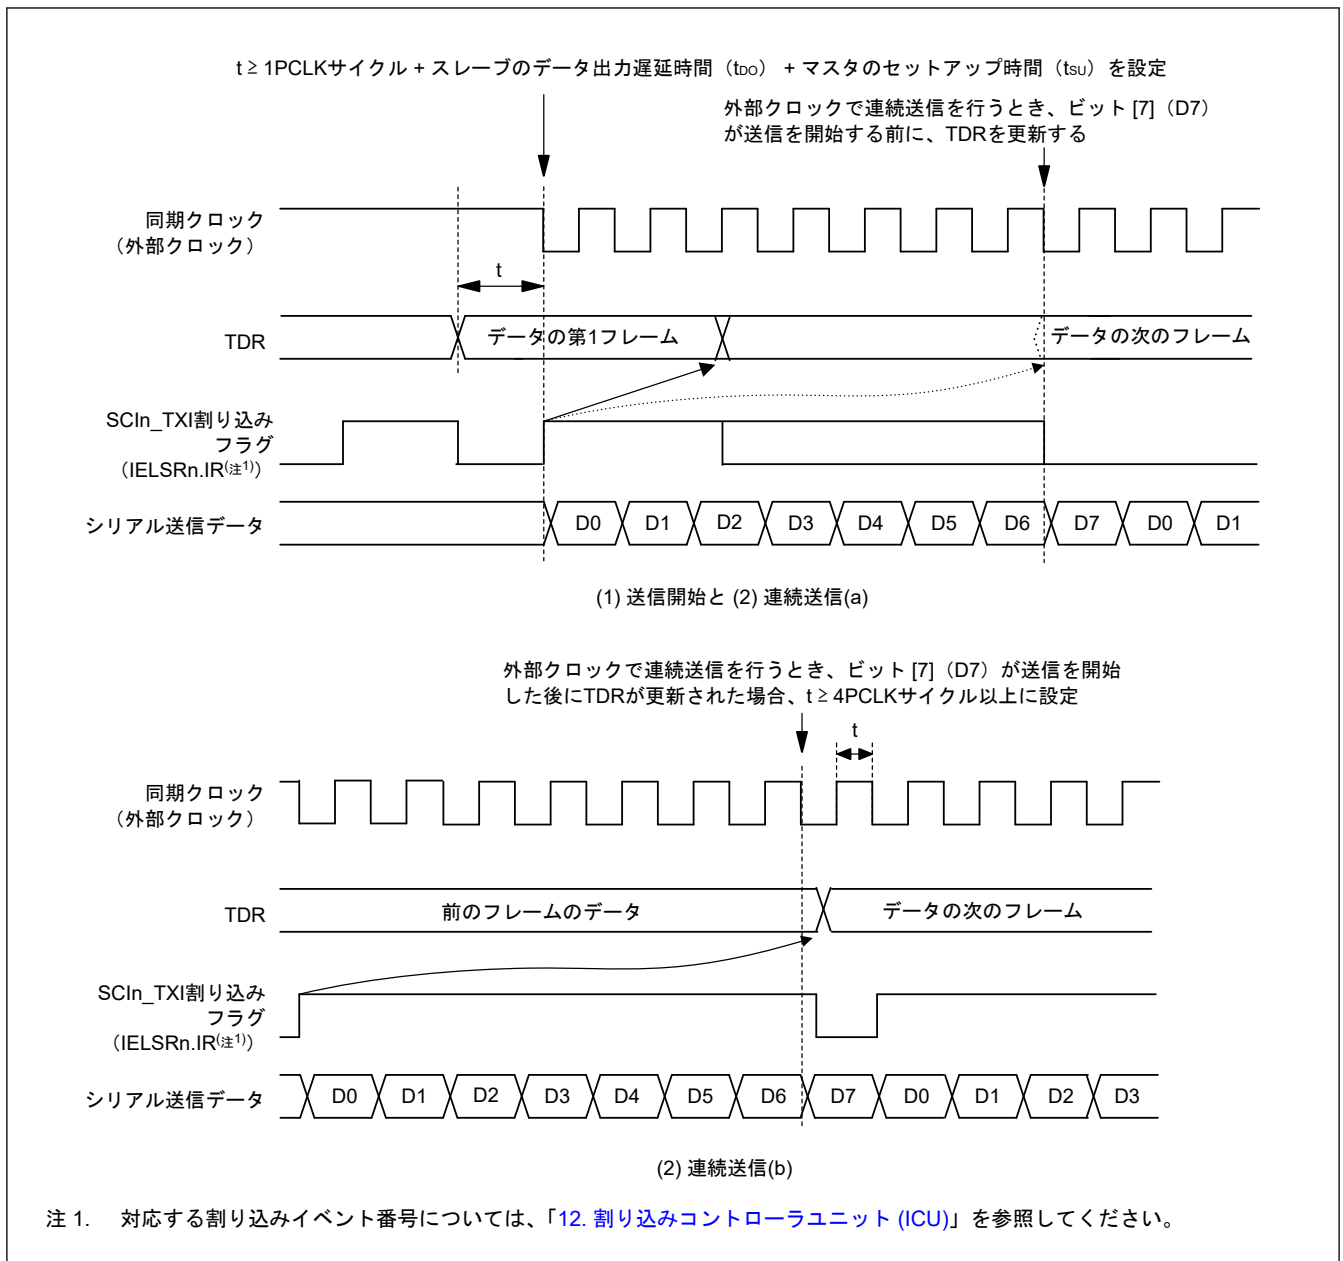 t ≥ 1PCLKサイクル + スレーブのデータ出力遅延時間（tDO） + マスタのセットアップ時間（tSU）を設定
外部クロックで連続送信を行うとき、ビット [7]（D7）
が送信を開始する前に、TDRを更新する
同期クロック
（外部クロック）
t
TDR
データの第1フレーム
データの次のフレーム
SCIn_TXI割り込み
フラグ
（IELSRn.IR(注1)）
シリアル送信データ
D0 D1 D2 D3 D4 D5 D6 D7 D0 D1
(1) 送信開始と (2) 連続送信(a)
外部クロックで連続送信を行うとき、ビット [7]（D7）が送信を開始
した後にTDRが更新された場合、t ≥ 4PCLKサイクル以上に設定
t
同期クロック
（外部クロック）
TDR
前のフレームのデータ
データの次のフレーム
SCIn_TXI割り込み
フラグ
（IELSRn.IR(注1)）
シリアル送信データ
D0 D1 D2 D3 D4 D5 D6 D7 D0 D1 D2 D3
(2) 連続送信(b)
注 1. 対応する割り込みイベント番号については、「12. 割り込みコントローラユニット (ICU)」を参照してください。